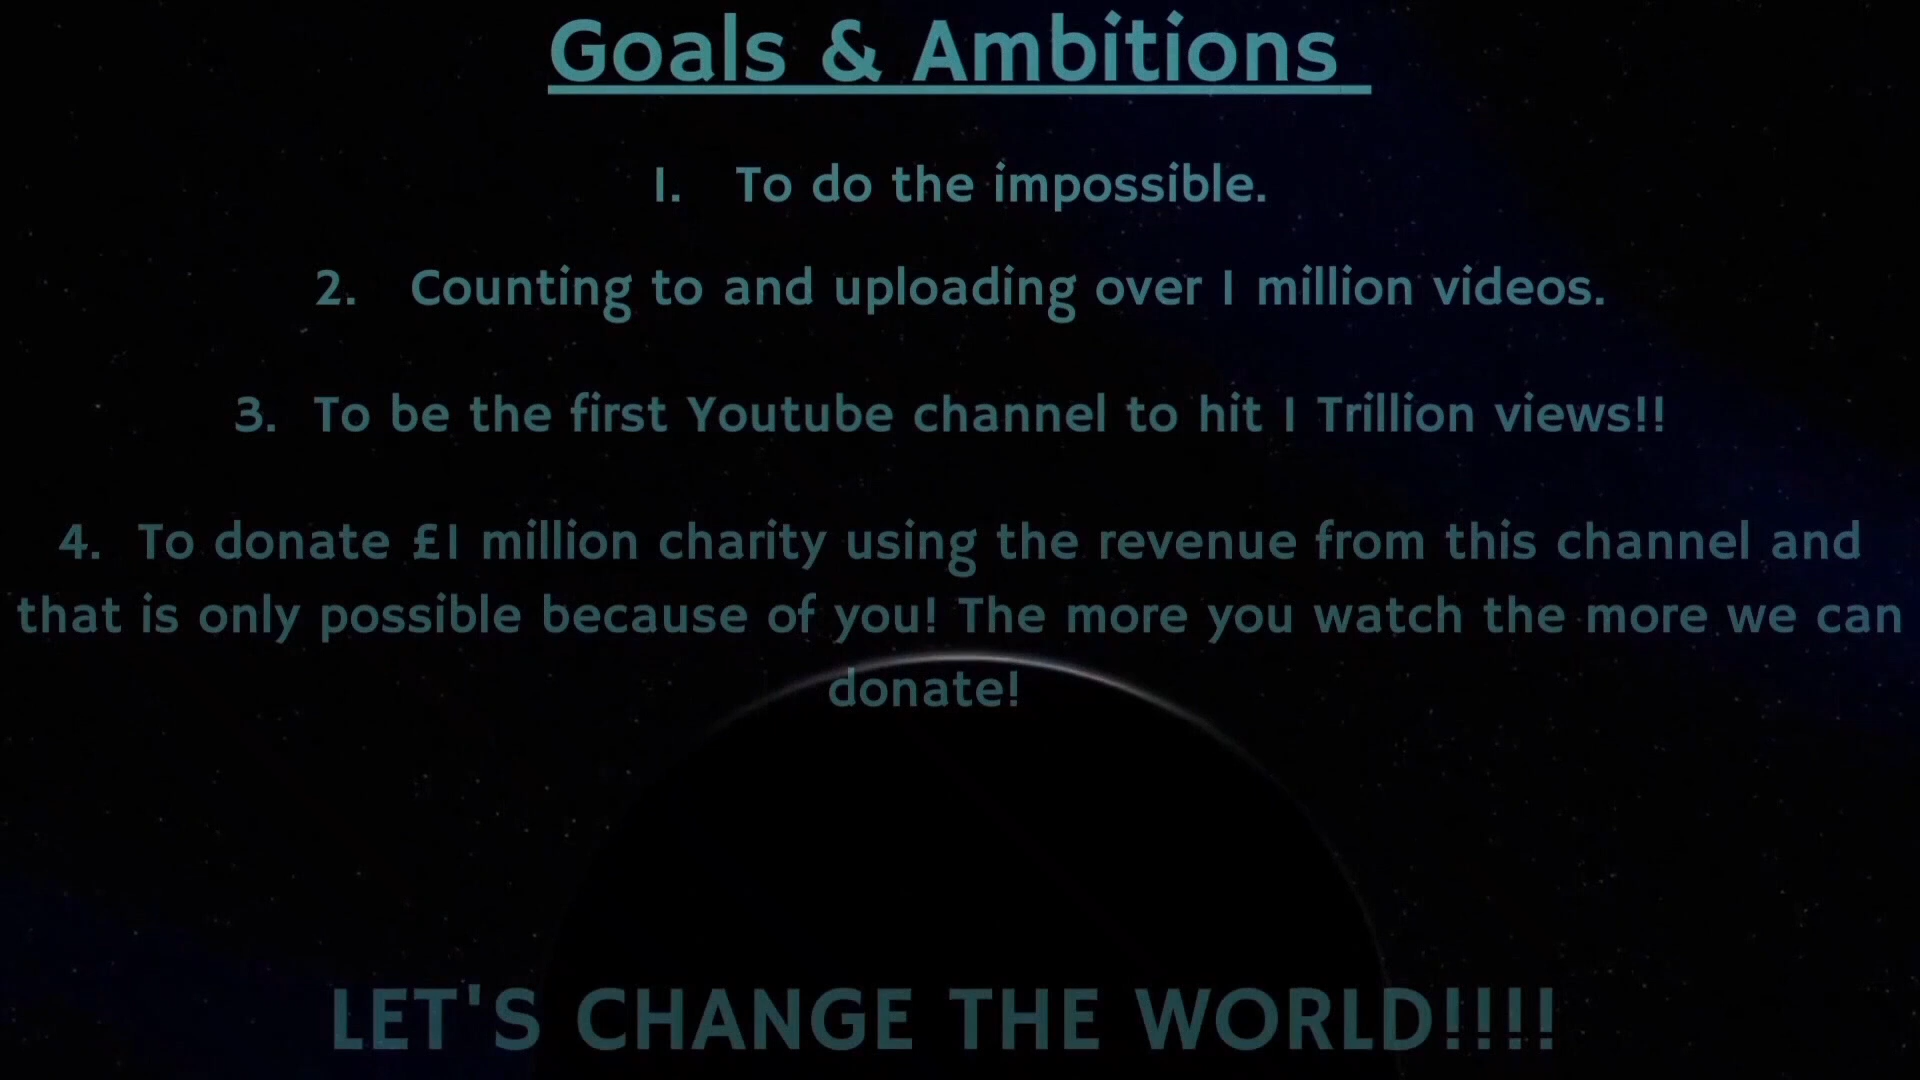 Goals & Ambitions
1. To do the impossible.
2. Counting to and uploading over 1 million videos.
3. To be the first Youtube channel to hit 1 Trillion views!!
4. To donate £1 million charity using the revenue from this channel and
that is only possible because of you! The more you watch the more we can
donate!
LET'S CHANGE THE WORLD!!!!